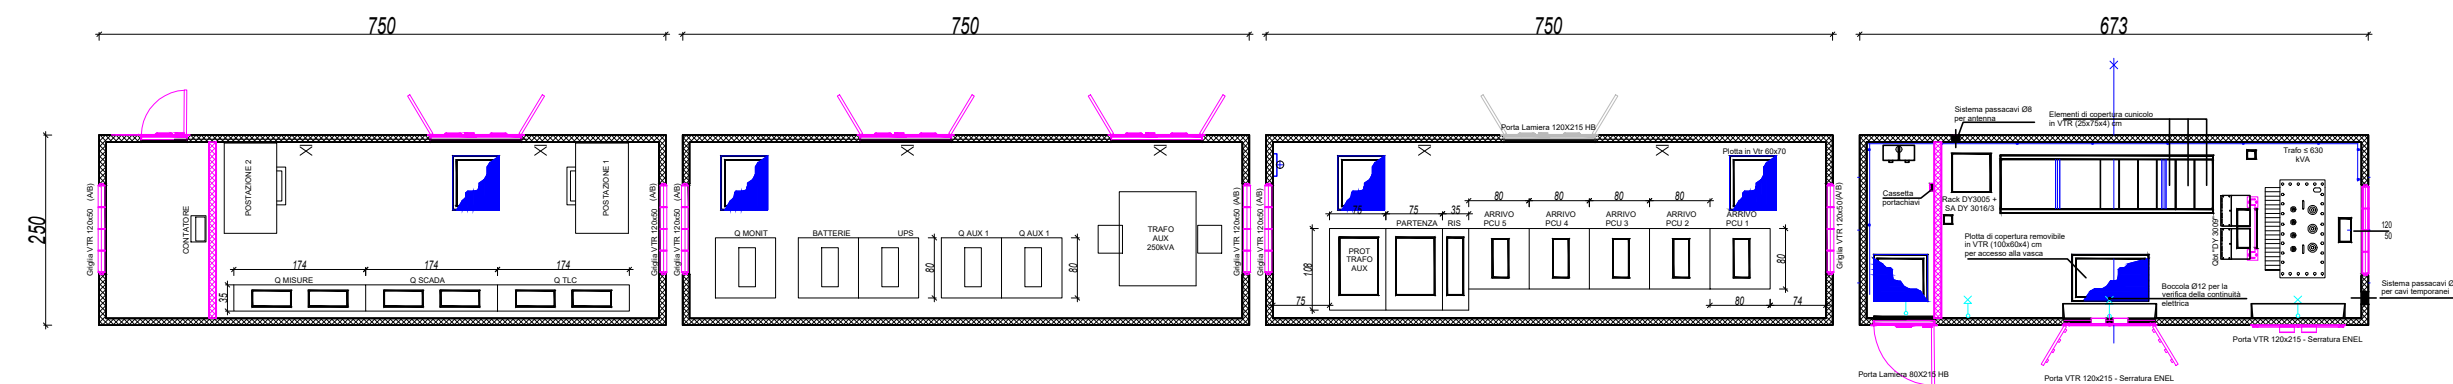 750
750
750
673
250
Griglia VTR 120x50 (A/B)
CONTATORE
POSTAZIONE 2
POSTAZIONE 1
174
174
174
35
Q MISURE
Q SCADA
Q TLC
Griglia VTR 120x50 (A/B)
Griglia VTR 120x50 (A/B)
Q MONIT
BATTERIE
UPS
80
Q AUX 1
Q AUX 1
80
TRAFO
AUX
250kVA
Griglia VTR 120x50 (A/B)
Griglia VTR 120x50 (A/B)
Porta Lamiera 120X215 HB
Plotta in Vtr 60x70
75
35
80
80
80
80
PARTENZA
RIS
ARRIVO
PCU 5
ARRIVO
PCU 4
ARRIVO
PCU 3
ARRIVO
PCU 2
ARRIVO
PCU 1
PROT
TRAFO
AUX
108
80
75
80
74
Griglia VTR 120x50(A/B)
Sistema passacavi Ø8
per antenna
Elementi di copertura cunicolo
in VTR (25x75x4) cm
Trafo ≤ 630
kVA
Cassetta
portachiavi
Rack DY3005 +
SA DY 3016/3
Plotta di copertura removibile
in VTR (100x60x4) cm
per accesso alla vasca
120
50
Boccola Ø12 per la
verifica della continuità
elettrica
Sistema passacavi Ø
per cavi temporanei
Porta VTR 120x215 - Serratura ENEL
Porta Lamiera 80X215 HB
Porta VTR 120x215 - Serratura ENEL